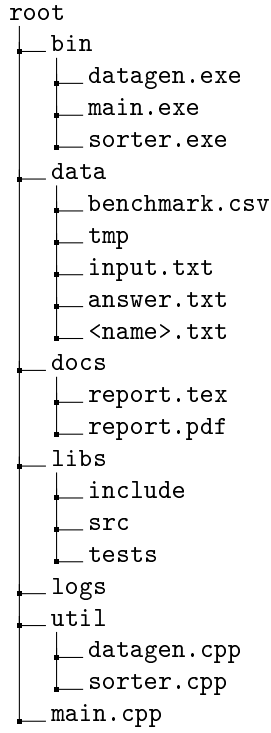 root
bin
datagen.exe
main.exe
sorter.exe
data
benchmark.csv
tmp
input.txt
answer.txt
<name>.txt
docs
report.tex
report.pdf
libs
include
src
tests
logs
util
datagen.cpp
sorter.cpp
main.cpp